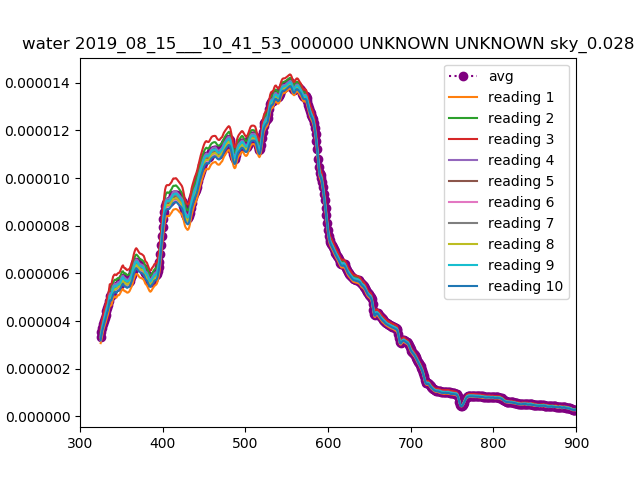 water 2019_08_15___10_41_53_000000 UNKNOWN UNKNOWN sky_0.028
0.000014
0.000012
0.000010
0.000008
0.000006
0.000004
0.000002
0.000000
300 400 500 600 700 800 900
avg
reading 1
reading 2
reading 3
reading 4
reading 5
reading 6
reading 7
reading 8
reading 9
reading 10